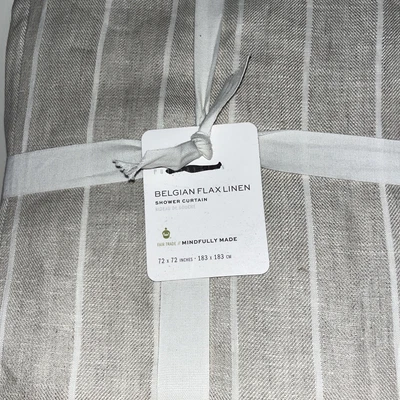 BELGIAN FLAX LINEN
SHOWER CURTAIN
FAIR TRADE // MINDFULLY MADE
72 X 72 INCHES · 183 X 183 CM